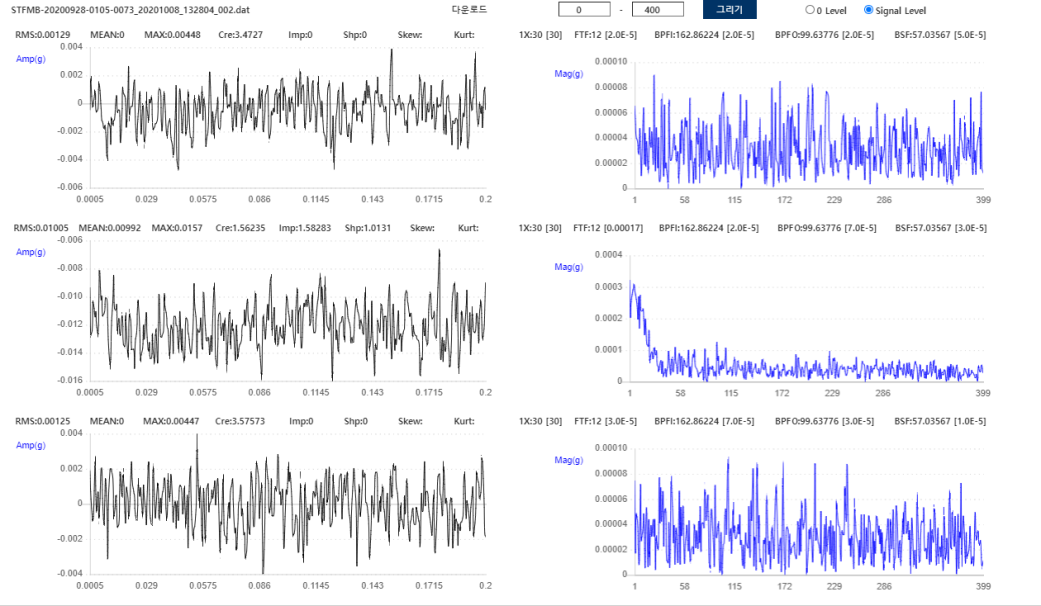 STFMB-20200928-0105-0073_20201008_132804_002.dat 다운로드 0 - 400 그리기 0 Level Signal Level
RMS:0.00129 MEAN:0 MAX:0.00448 Cre:3.4727 Imp:0 Shp:0 Skew: Kurt:
Amp(g)
0.004
0.002
0
-0.002
-0.004
-0.006
0.0005 0.029 0.0575 0.086 0.1145 0.143 0.1715 0.2
1X:30 [30] FTF:12 [2.0E-5] BPFI:162.86224 [2.0E-5] BPFO:99.63776 [2.0E-5] BSF:57.03567 [5.0E-5]
Mag(g)
0.00010
0.00008
0.00006
0.00004
0.00002
0
1 58 115 172 229 286 399
RMS:0.01005 MEAN:0.00992 MAX:0.0157 Cre:1.56235 Imp:1.58283 Shp:1.0131 Skew: Kurt:
Amp(g)
-0.006
-0.008
-0.010
-0.012
-0.014
-0.016
0.0005 0.029 0.0575 0.086 0.1145 0.143 0.1715 0.2
1X:30 [30] FTF:12 [0.00017] BPFI:162.86224 [2.0E-5] BPFO:99.63776 [7.0E-5] BSF:57.03567 [3.0E-5]
Mag(g)
0.0004
0.0003
0.0002
0.0001
0
1 58 115 172 229 286 399
RMS:0.00125 MEAN:0 MAX:0.00447 Cre:3.57573 Imp:0 Shp:0 Skew: Kurt:
Amp(g)
0.004
0.002
0
-0.002
-0.004
0.0005 0.029 0.0575 0.086 0.1145 0.143 0.1715 0.2
1X:30 [30] FTF:12 [3.0E-5] BPFI:162.86224 [7.0E-5] BPFO:99.63776 [3.0E-5] BSF:57.03567 [1.0E-5]
Mag(g)
0.00010
0.00008
0.00006
0.00004
0.00002
0
1 58 115 172 229 286 399